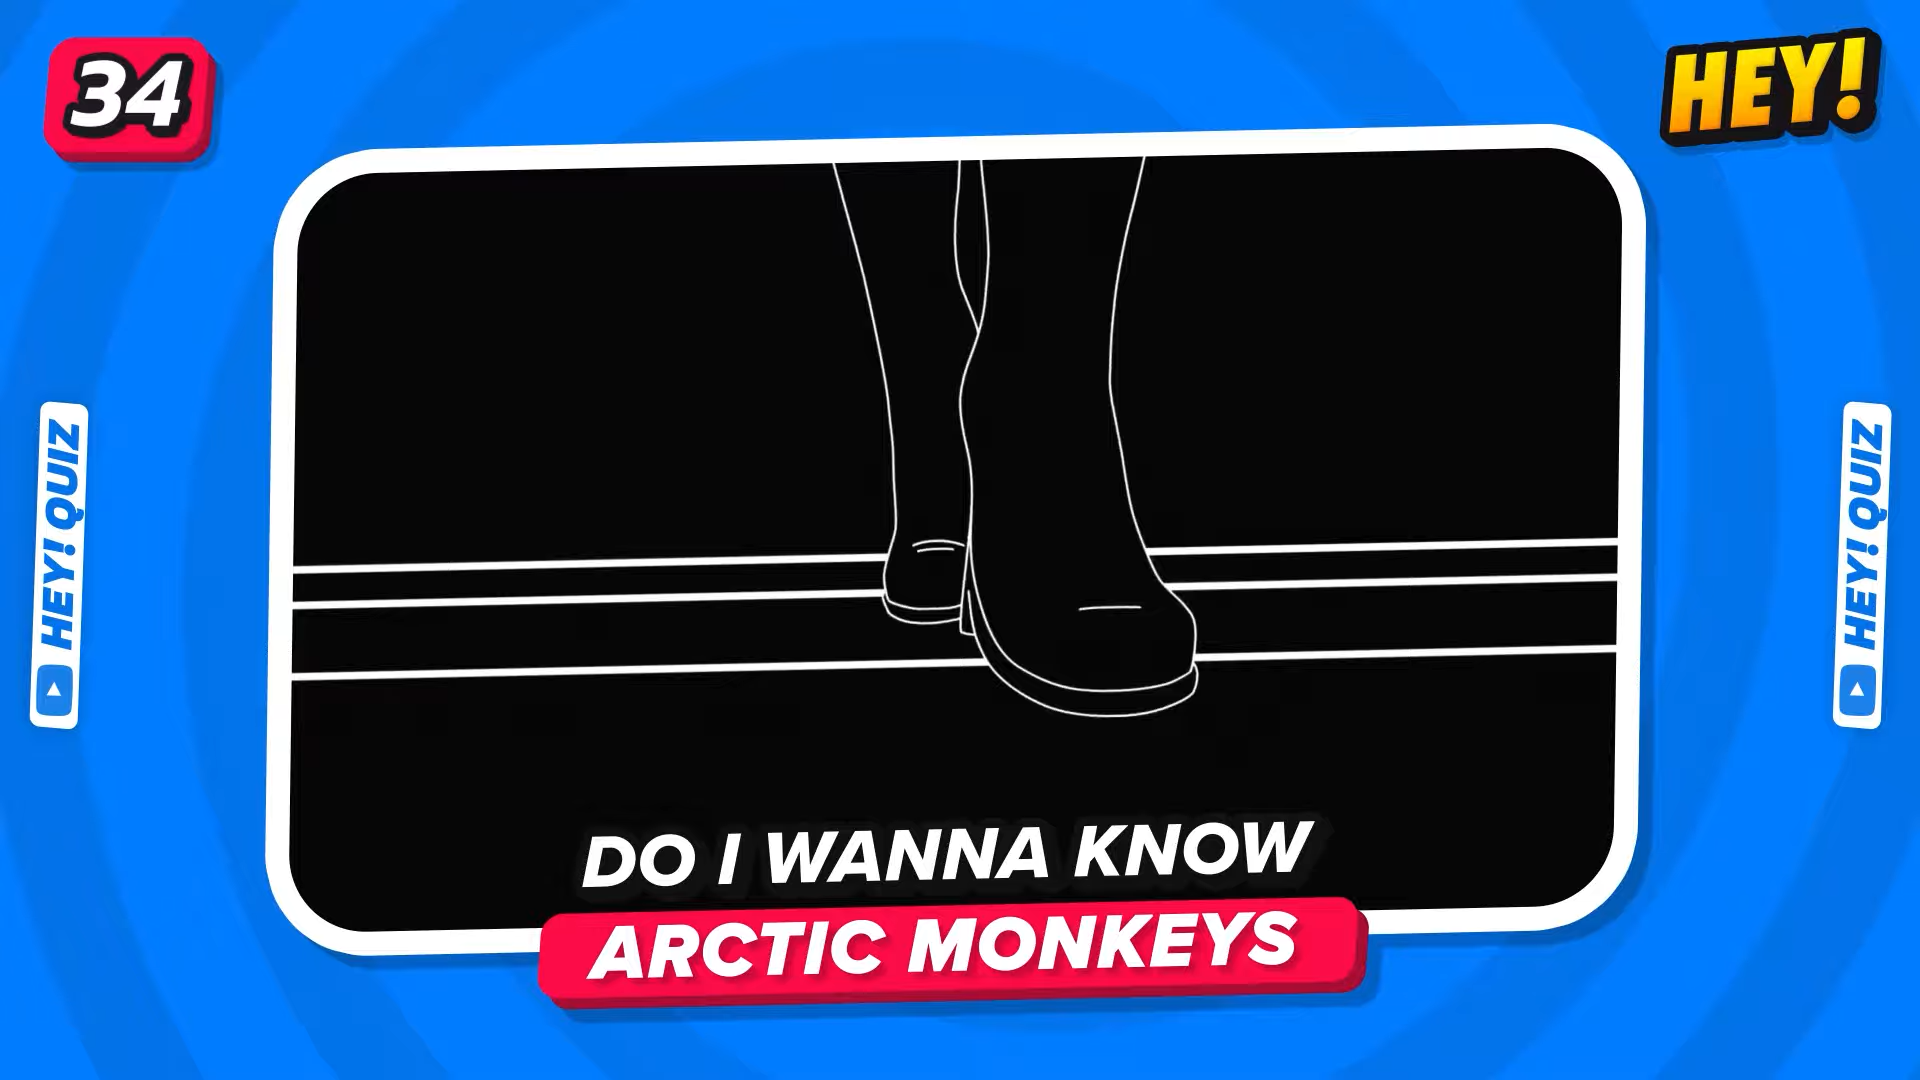 34
HEY!
HEY! QUIZ
HEY! QUIZ
DO I WANNA KNOW
ARCTIC MONKEYS